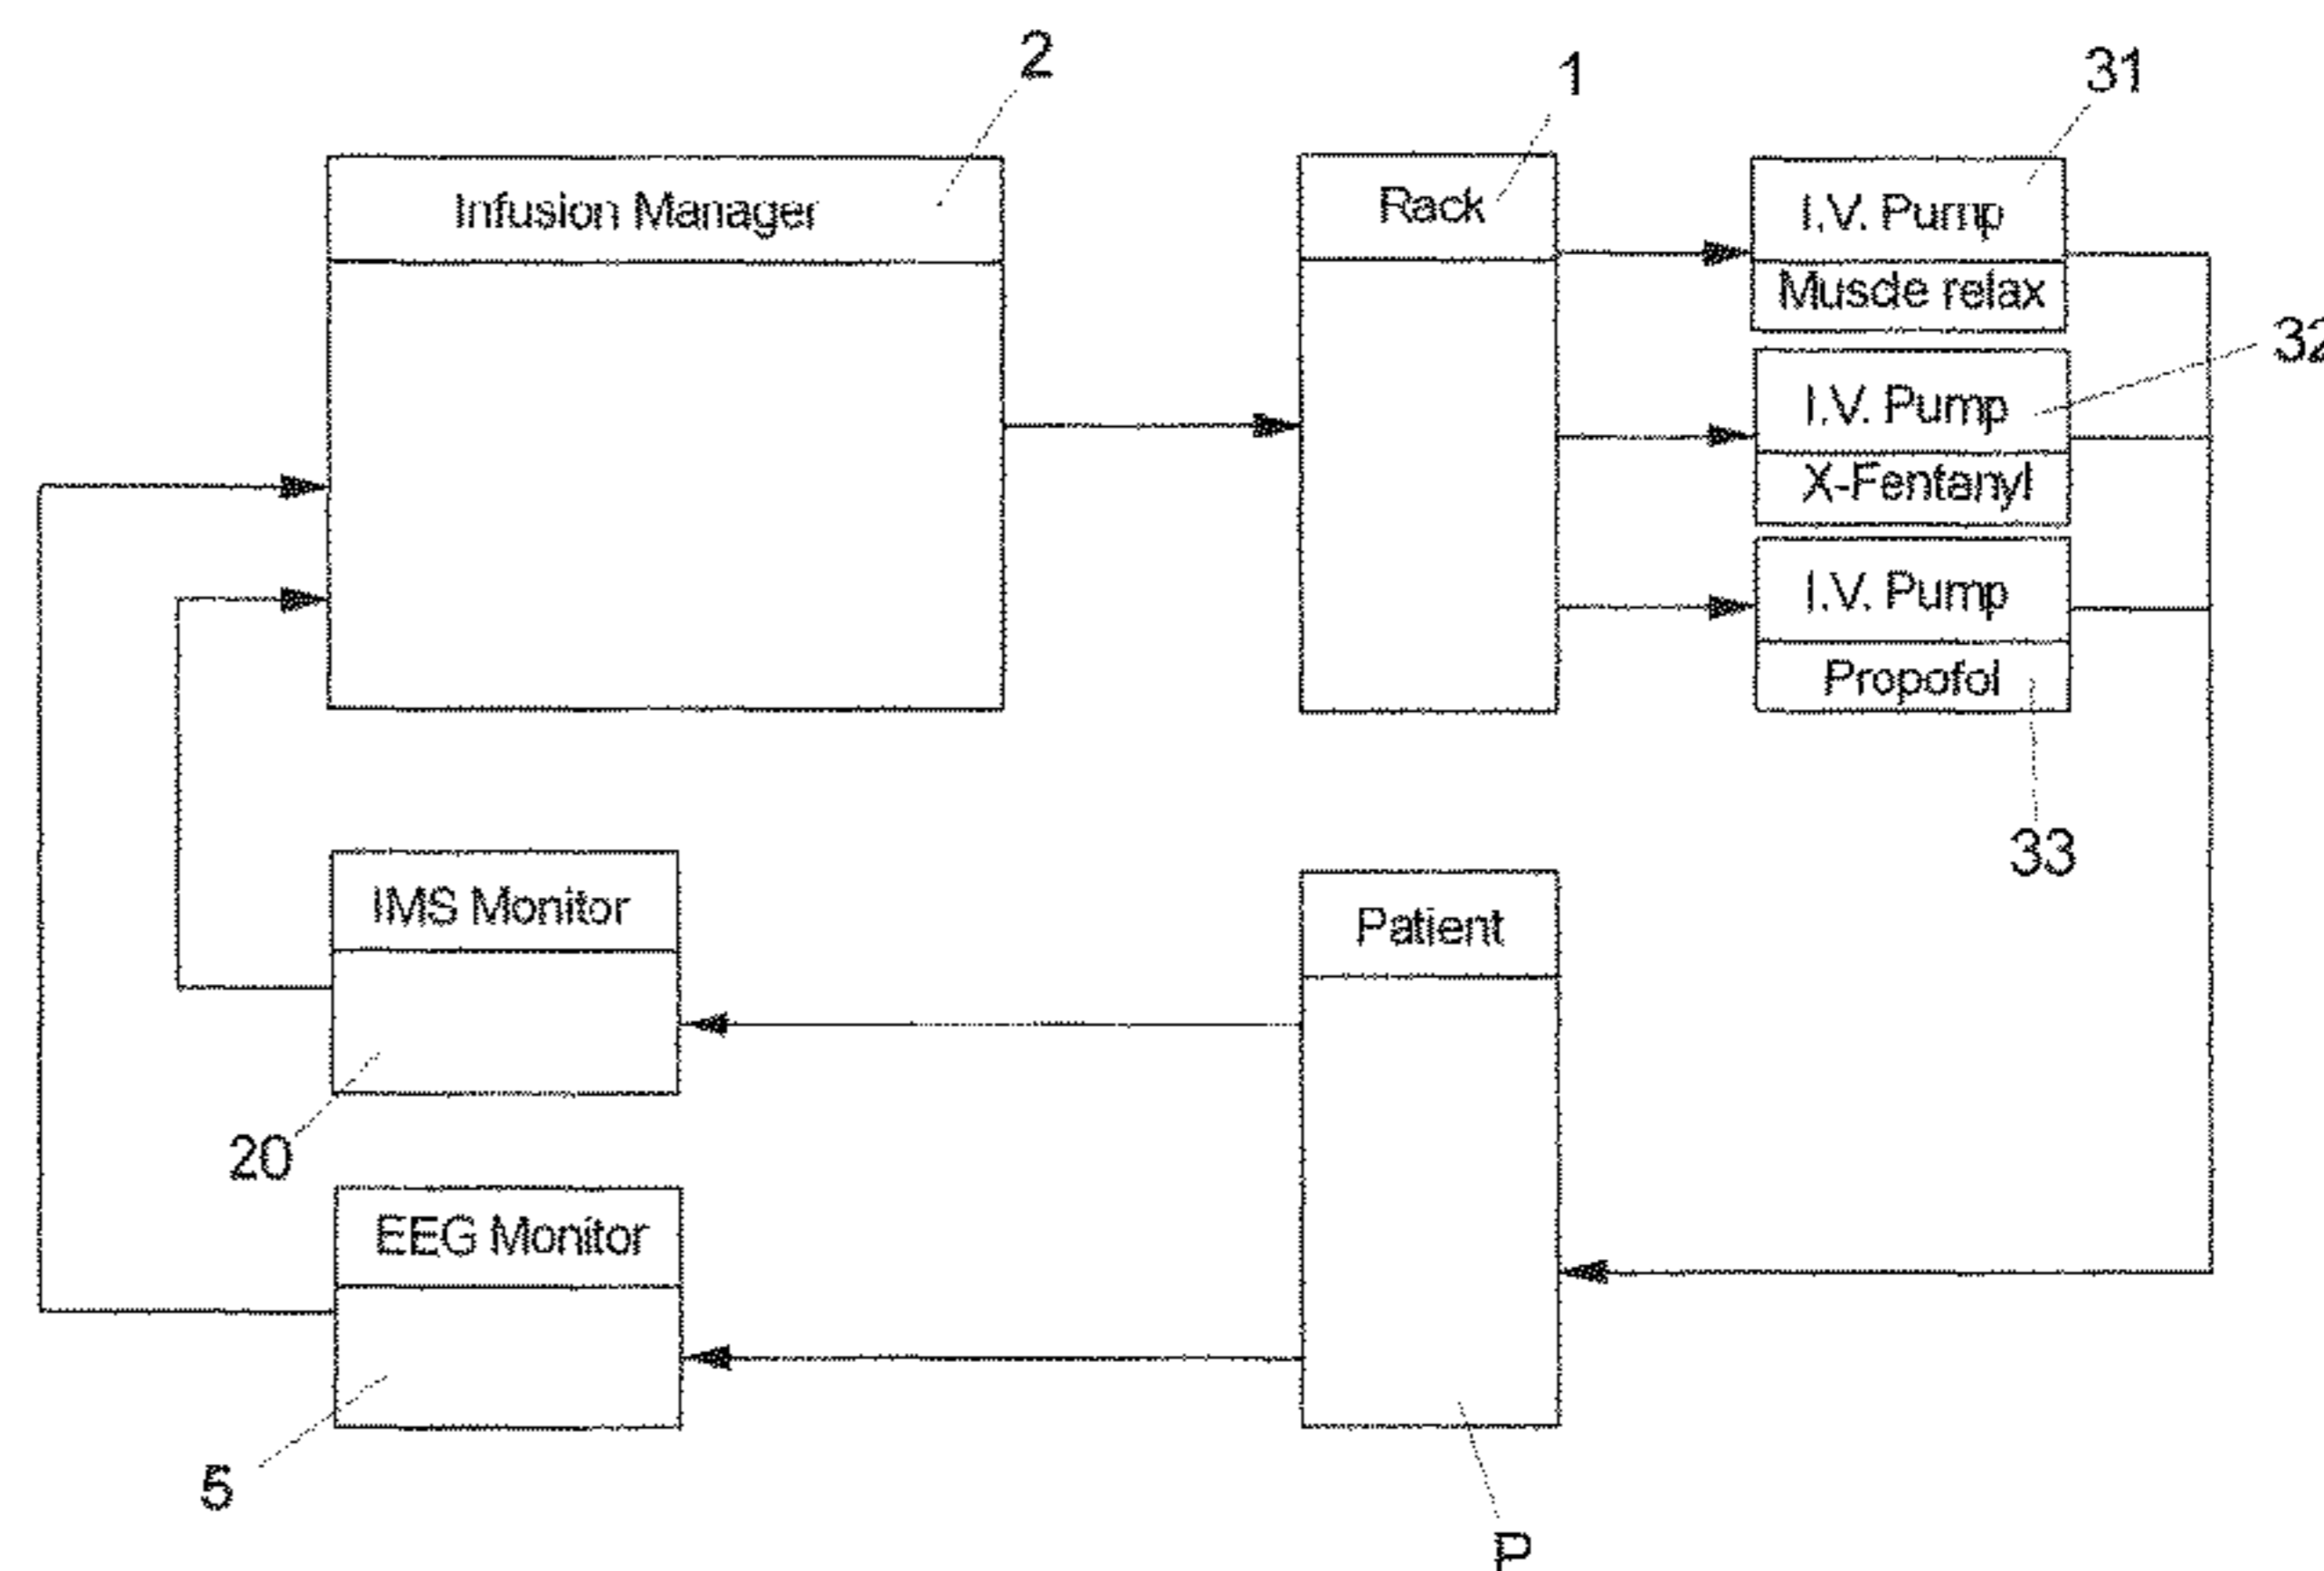 2
1
31
Infusion Manager
Rack
I.V. Pump
Muscle relax
32
I.V. Pump
X-Fentanyl
I.V. Pump
Propofol
33
IMS Monitor
Patient
20
EEG Monitor
5
P